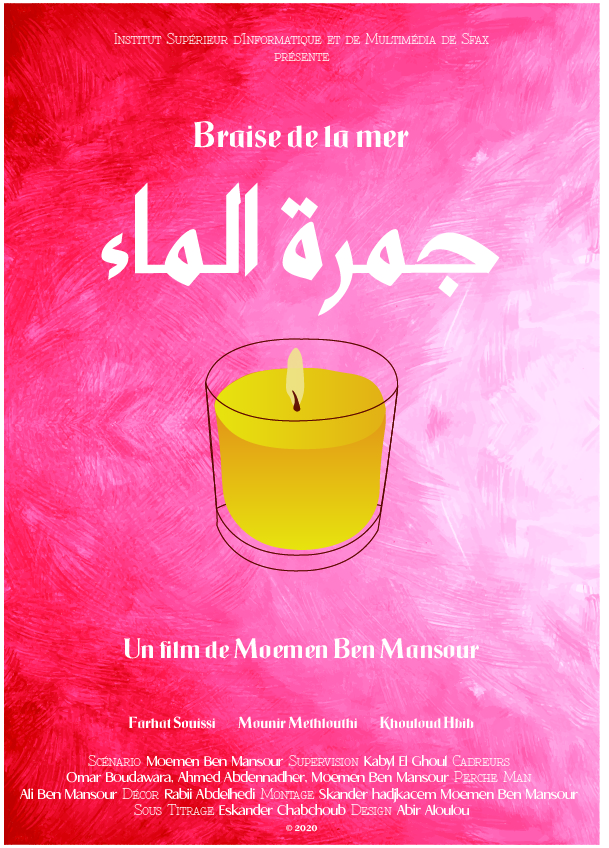 Institut Supérieur d'Informatique et de Multimédia de Sfax
présente
Braise de la mer
جمرة الماء
Un film de Moemen Ben Mansour
Farhat Souissi Mounir Methlouthi Khouloud Hbib
Scénario Moemen Ben Mansour Supervision Kabyl El Ghoul Cadreurs
Omar Boudawara, Ahmed Abdennadher, Moemen Ben Mansour Perche Man
Ali Ben Mansour Décor Rabii Abdelhedi Montage Skander hadjkacem Moemen Ben Mansour
Sous Titrage Eskander Chabchoub Design Abir Aloulou
© 2020